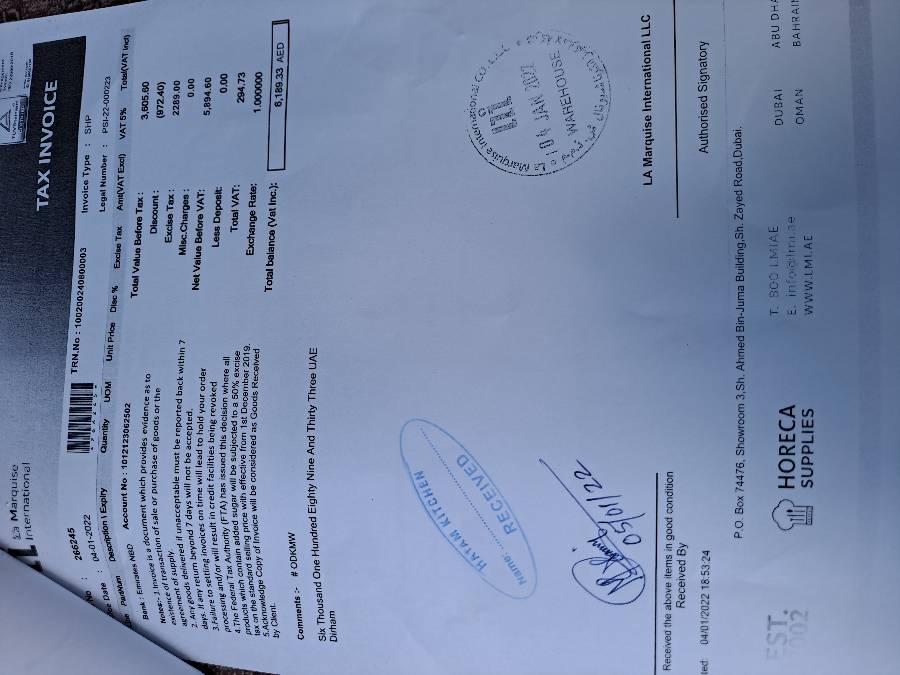 La Marquise
International
TAX INVOICE
No : 266245
TRN.No : 100200240800003
Invoice Type : SHP
Date : 04-01-2022
Legal Number : PSI-22-000223
PartNum Description \ Expiry Quantity UOM Unit Price Disc % Excise Tax Amt(VAT Excl) VAT 5% Total(VAT Incl)
Bank : Emirates NBD Account No : 1012123062502
Notes:- 1.Invoice is a document which provides evidence as to
existence of transaction of sale or purchase of goods or the
agreement of supply.
2. Any goods delivered if unacceptable must be reported back within 7
days. If any return beyond 7 days will not be accepted.
3.Failure to settling invoices on time will lead to hold your order
processing and/or will result in credit facilities being revoked
4.The Federal Tax Authority (FTA) has issued this decision where all
products which contain added sugar will be subjected to a 50% excise
tax on the standard selling price with effective from 1st December 2019.
5.Acknowledge Copy of Invoice will be considered as Goods Received
by Client.
Total Value Before Tax : 3,605.60
Discount : (972.40)
Excise Tax : 2289.00
Misc.Charges : 0.00
Net Value Before VAT: 5,894.60
Less Deposit: 0.00
Total VAT: 294.73
Exchange Rate: 1.000000
Total balance (Vat Inc.): 6,189.33 AED
Comments :- # ODKMW
Six Thousand One Hundred Eighty Nine And Thirty Three UAE
Dirham
HATAM KITCHEN
RECEIVED
Name:
05/01/22
La Marquise International CO. L.L.C.
04 JAN 2022
WAREHOUSE
LA Marquise International LLC
Received the above items in good condition
Received By
Authorised Signatory
04/01/2022 18:53:24
P.O. Box 74476, Showroom 3,Sh. Ahmed Bin-Juma Building,Sh. Zayed Road,Dubai.
EST.
2002
HORECA
SUPPLIES
T. 800 LMIAE
E. info@lmi.ae
WWW.LMI.AE
DUBAI
OMAN
ABU DHA
BAHRAIN